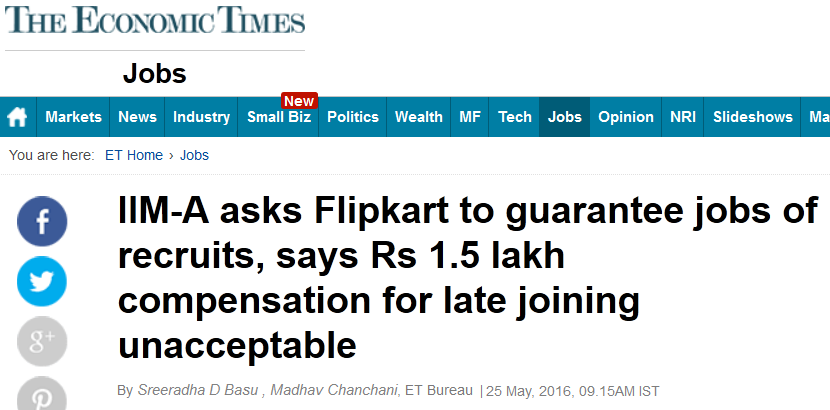 THE ECONOMIC TIMES
Jobs
New
Markets News Industry Small Biz Politics Wealth MF Tech Jobs Opinion NRI Slideshows Ma
You are here: ET Home › Jobs
f
IIM-A asks Flipkart to guarantee jobs of
recruits, says Rs 1.5 lakh
compensation for late joining
g+
unacceptable
By Sreeradha D Basu , Madhav Chanchani, ET Bureau | 25 May, 2016, 09.15AM IST